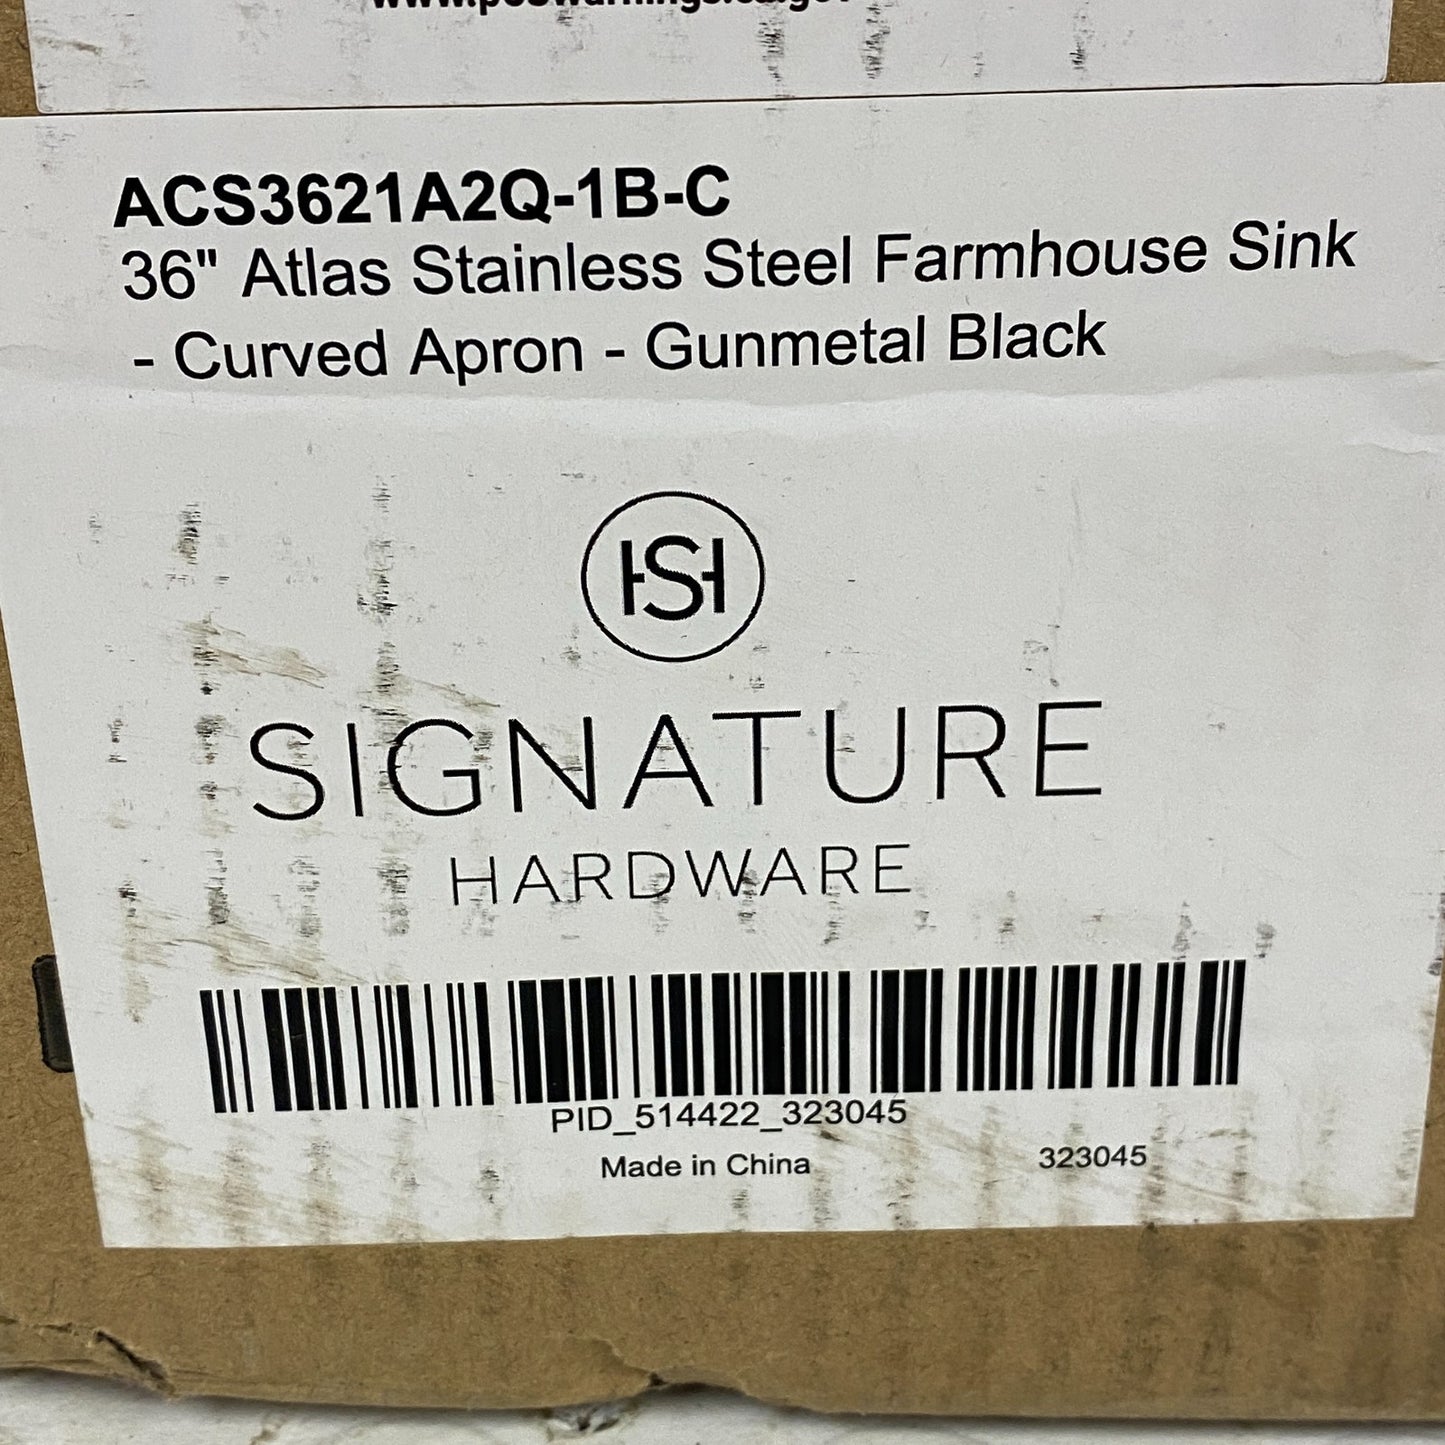 ACS3621A2Q-1B-C
36" Atlas Stainless Steel Farmhouse Sink
- Curved Apron - Gunmetal Black
HSH
SIGNATURE
HARDWARE
PID_514422_323045
Made in China
323045